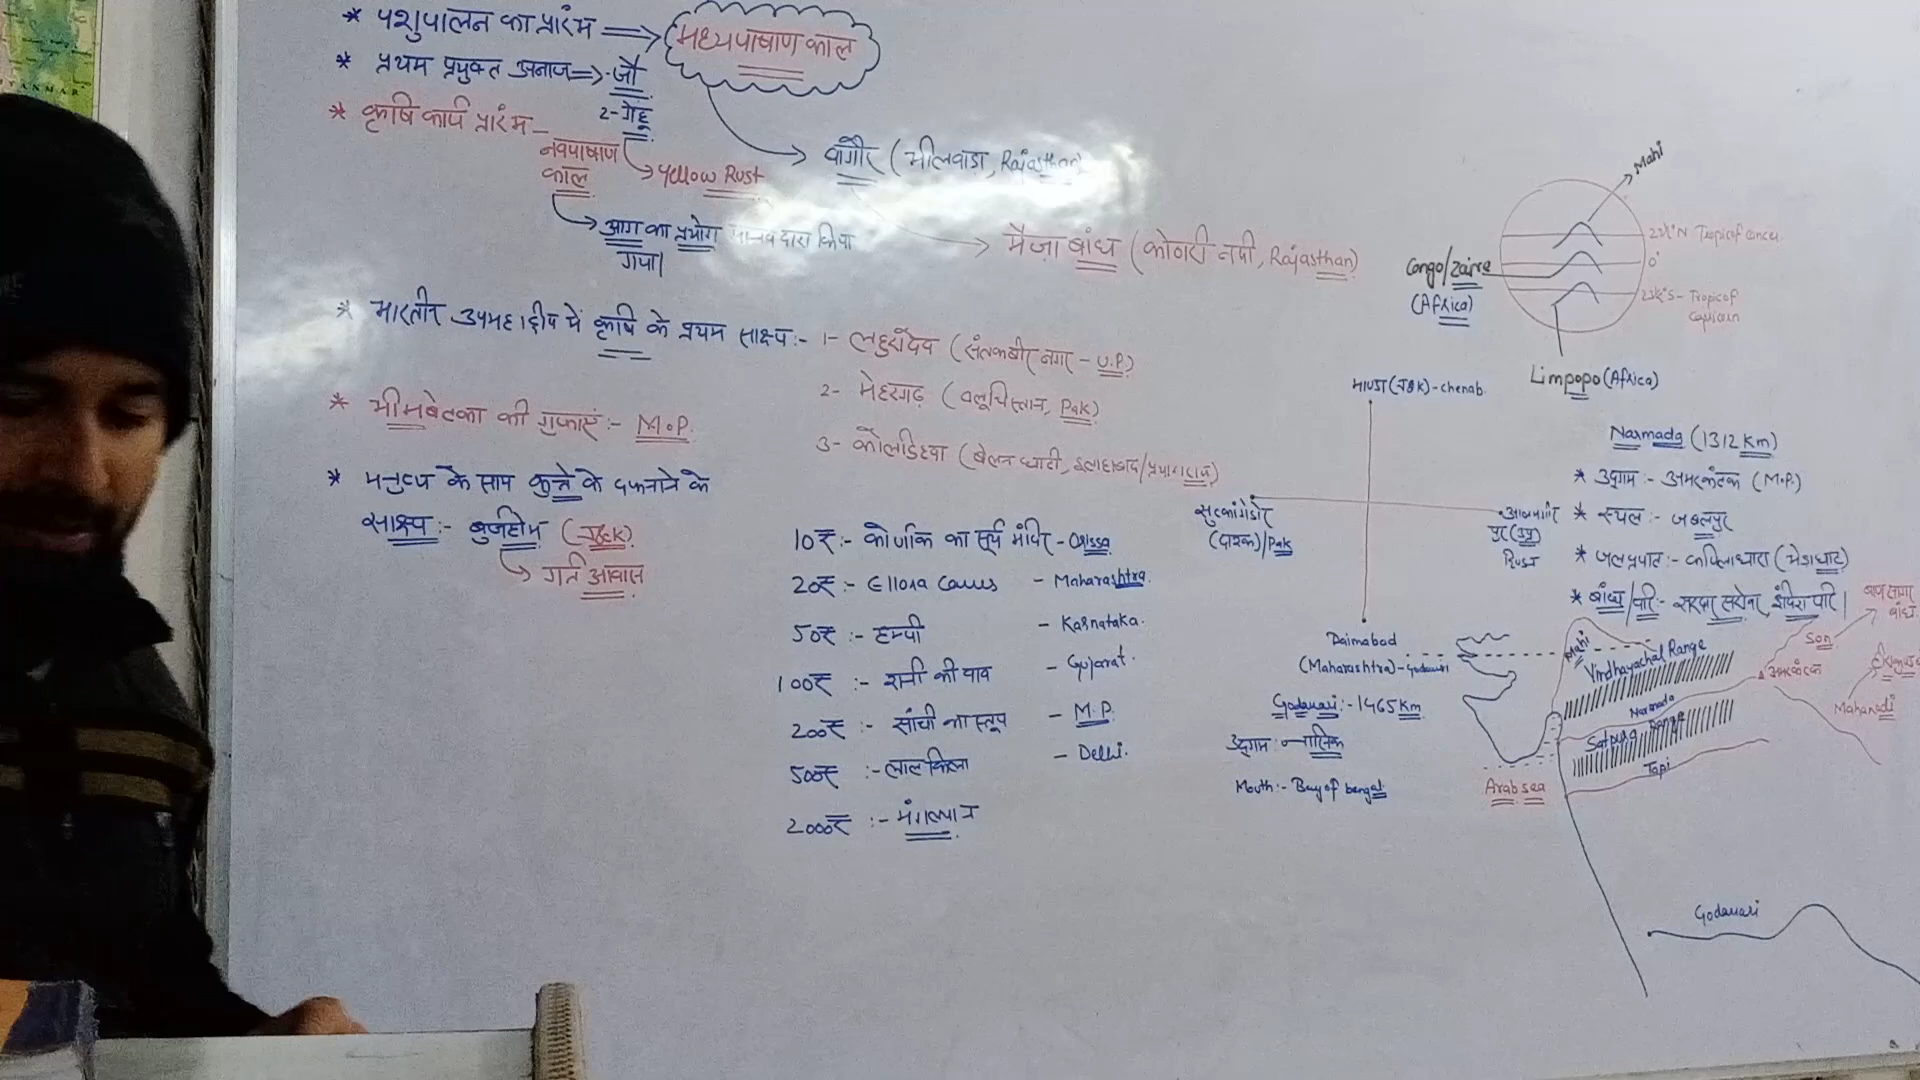 * पशुपालन का प्रारंभ ⟹ मध्यपाषाण काल
* प्रथम प्रयुक्त अनाज ⟹ जौ
2- गेहू
* कृषि कार्य प्रारंभ -
नवपाषाण काल
Yellow Rust
आग का प्रयोग मानव द्वारा किया गया|
बागौर (भीलवाडा, Rajasthan)
मैजा बांध (कोठारी नदी, Rajasthan)
* भारतीय उपमहाद्वीप में कृषि के प्रथम साक्ष्य :- 1- लहुरादेव (संतकबीर नगर - U.P.)
2- मेहरगढ़ (वलूचिस्तान, Pak)
3- कोलडिहवा (बेलन घाटी, इलाहाबाद/प्रयागराज)
* भीमबेटका की गुफाएं :- M.P.
* मनुष्य के साथ कुत्ते के दफनाने के
साक्ष्य :- बुर्जहोम (J&K)
गर्त आवास
10₹ :- कोर्णाक का सूर्य मंदिर - Orissa
20₹ :- Ellora Caves - Maharashtra.
50₹ :- हम्पी - Karnataka.
100₹ :- रानी की वाव - Gujarat.
200₹ :- सांची का स्तूप - M.P.
500₹ :- लाल किला - Delhi.
2000₹ :- मंगलयान
Mahi
23½°N Tropic of cancer
0°
23½°S - Tropic of Capricorn
Congo/Zaire
(Africa)
Limpopo (Africa)
माण्डा (J&K) - chenab.
सुत्कांगेडोर
(दाश्क)/Pak
आलमगीर
पुर (UP)
Daimabad
(Maharashtra) - Godavari
Godavari :- 1465 Km
उद्गम :- नासिक
Mouth :- Bay of bengal
Narmada (1312 Km)
* उद्गम :- अमरकंटक (M.P.)
* स्थल :- जबलपुर
* जलप्रपात :- कपिलाधारा (भेडाघाट)
* बांध/परि :- सरदार सरोवर, इंदिरा परि|
बाण सागर बांध
Mahi
Vindhayachal Range
Son
अमरकंटक
Narmada
Satpura Range
Mahanadi
Tapi
Arab sea
Godavari